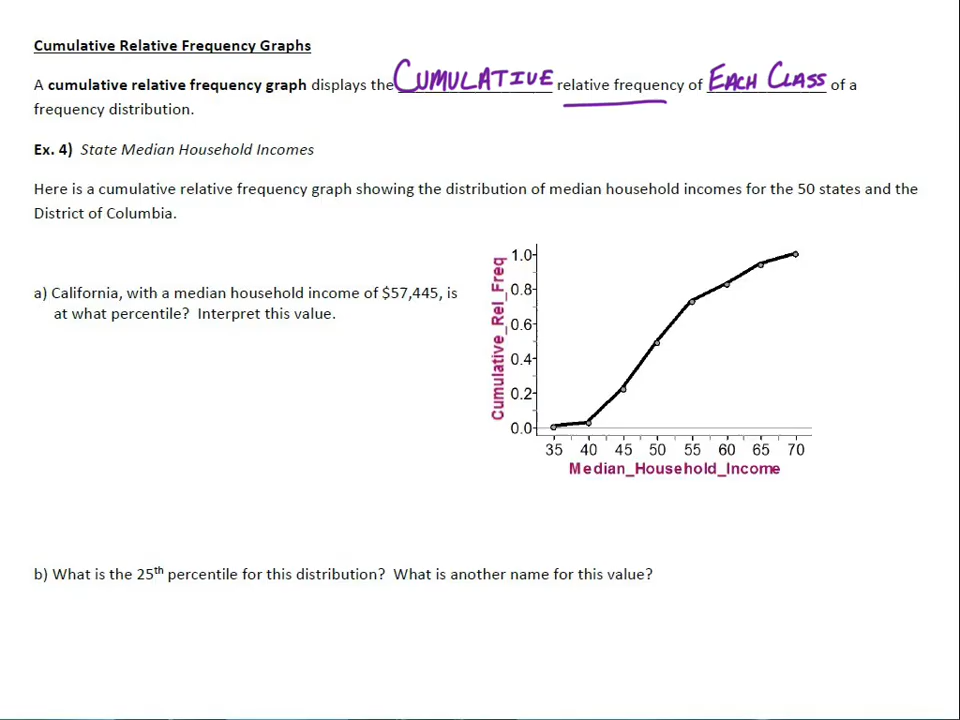 Cumulative Relative Frequency Graphs
A cumulative relative frequency graph displays the CUMULATIVE relative frequency of EACH CLASS of a
frequency distribution.
Ex. 4) State Median Household Incomes
Here is a cumulative relative frequency graph showing the distribution of median household incomes for the 50 states and the
District of Columbia.
a) California, with a median household income of $57,445, is
at what percentile? Interpret this value.
Cumulative_Rel_Freq
1.0
0.8
0.6
0.4
0.2
0.0
35 40 45 50 55 60 65 70
Median_Household_Income
b) What is the 25th percentile for this distribution? What is another name for this value?